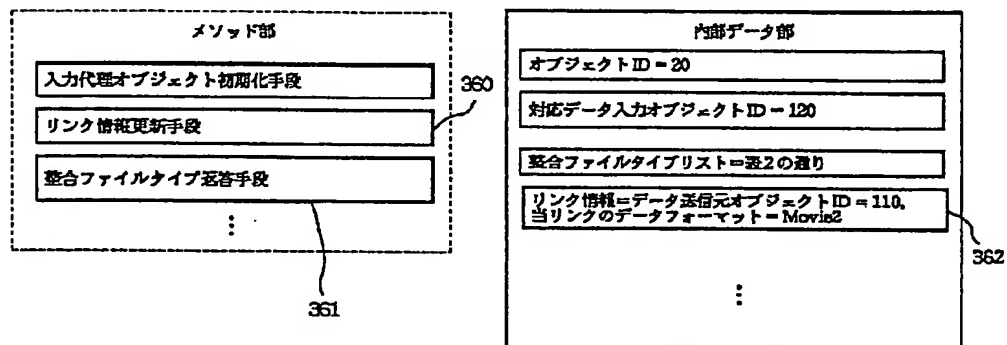 メソッド部
入力代理オブジェクト初期化手段
リンク情報更新手段
整合ファイルタイプ返答手段
360
361
内部データ部
オブジェクトID=20
対応データ入力オブジェクトID=120
整合ファイルタイプリスト=表2の通り
リンク情報=データ送信元オブジェクトID=110,
当リンクのデータフォーマット=Movie2
362